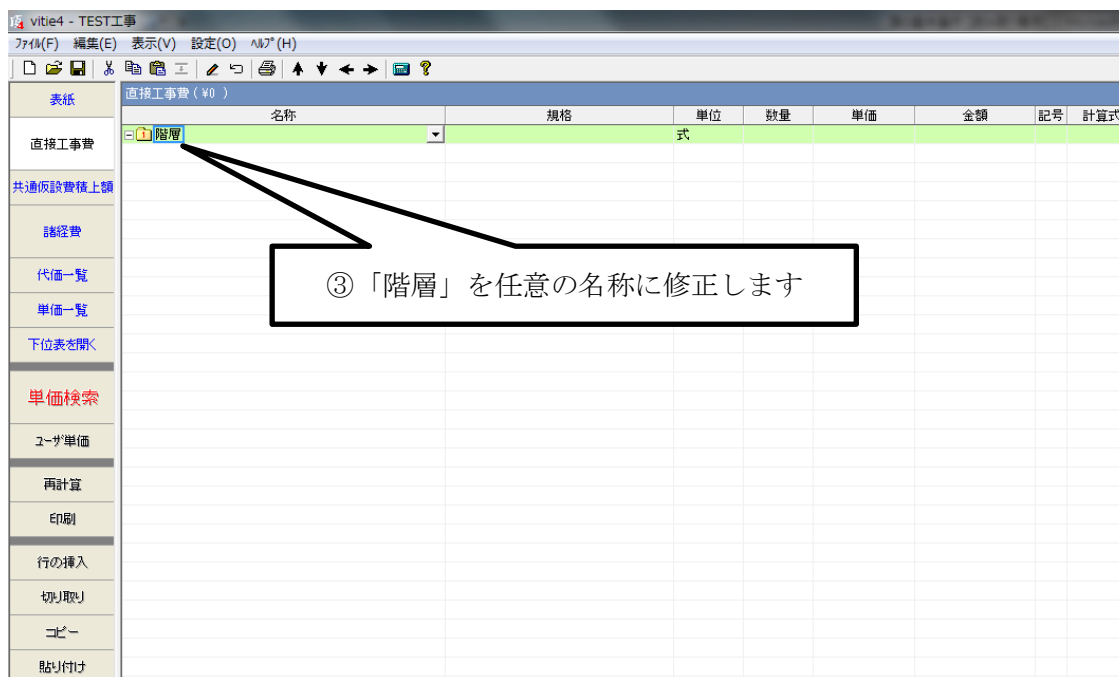 vitie4 - TEST工事
ﾌｧｲﾙ(F) 編集(E) 表示(V) 設定(O) ﾍﾙﾌﾟ(H)
表紙
直接工事費
共通仮設費積上額
諸経費
代価一覧
単価一覧
下位表を開く
単価検索
ﾕｰｻﾞ単価
再計算
印刷
行の挿入
切り取り
コピー
貼り付け
直接工事費 ( ¥0 )
名称 規格 単位 数量 単価 金額 記号 計算式
1 階層 式
③「階層」を任意の名称に修正します